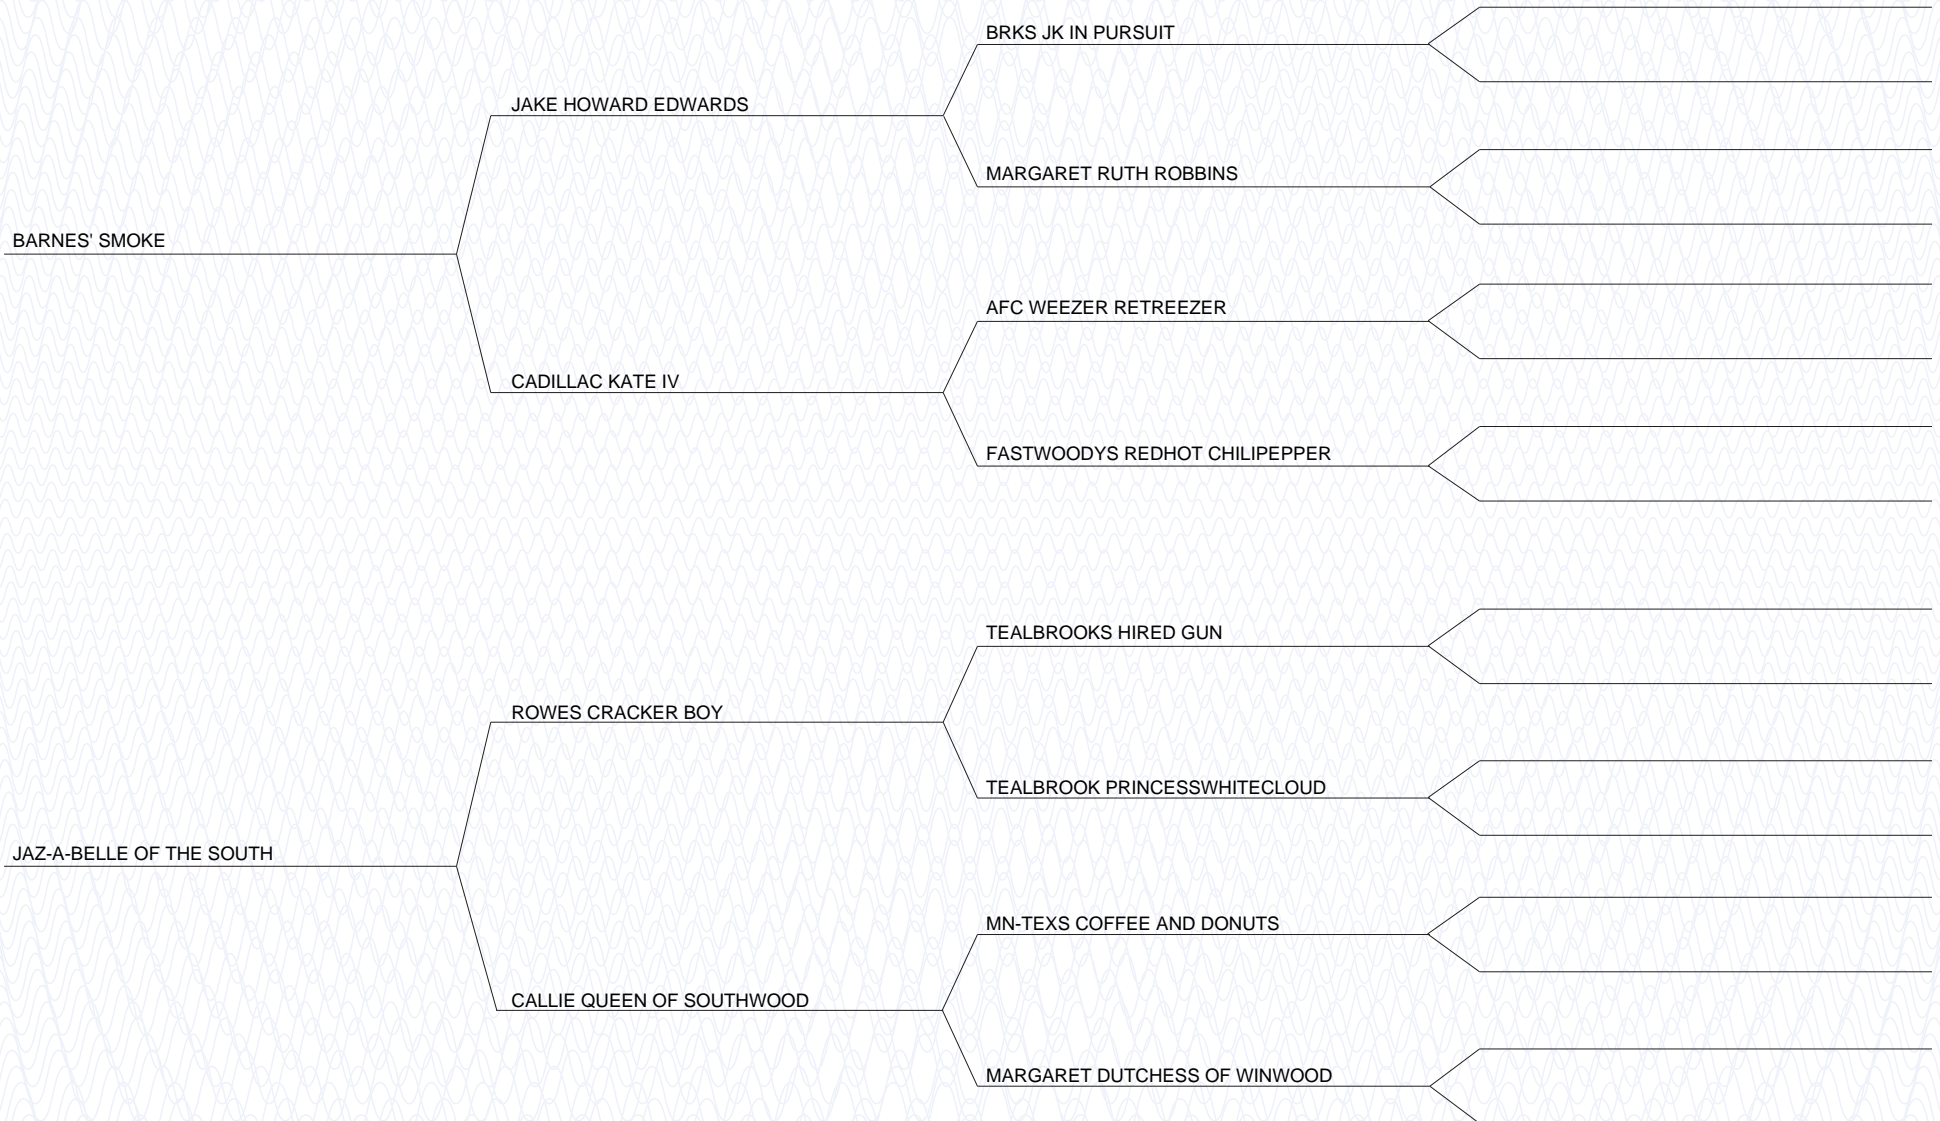 BRKS JK IN PURSUIT
JAKE HOWARD EDWARDS
MARGARET RUTH ROBBINS
BARNES' SMOKE
AFC WEEZER RETREEZER
CADILLAC KATE IV
FASTWOODYS REDHOT CHILIPEPPER
TEALBROOKS HIRED GUN
ROWES CRACKER BOY
TEALBROOK PRINCESSWHITECLOUD
JAZ-A-BELLE OF THE SOUTH
MN-TEXS COFFEE AND DONUTS
CALLIE QUEEN OF SOUTHWOOD
MARGARET DUTCHESS OF WINWOOD